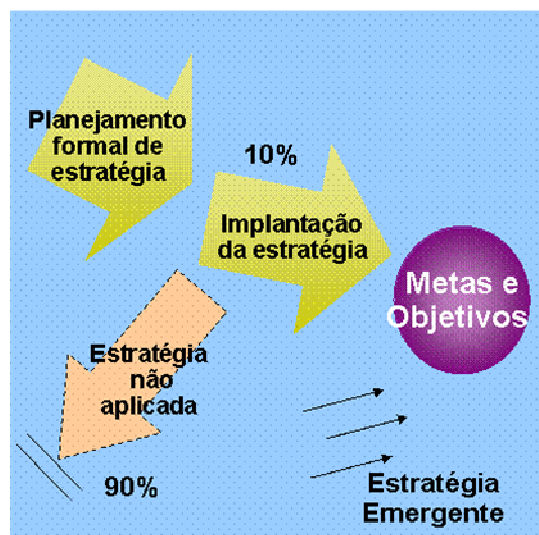 Planejamento
formal de
estratégia
10%
Implantação
da estratégia
Metas e
Objetivos
Estratégia
não
aplicada
90%
Estratégia
Emergente